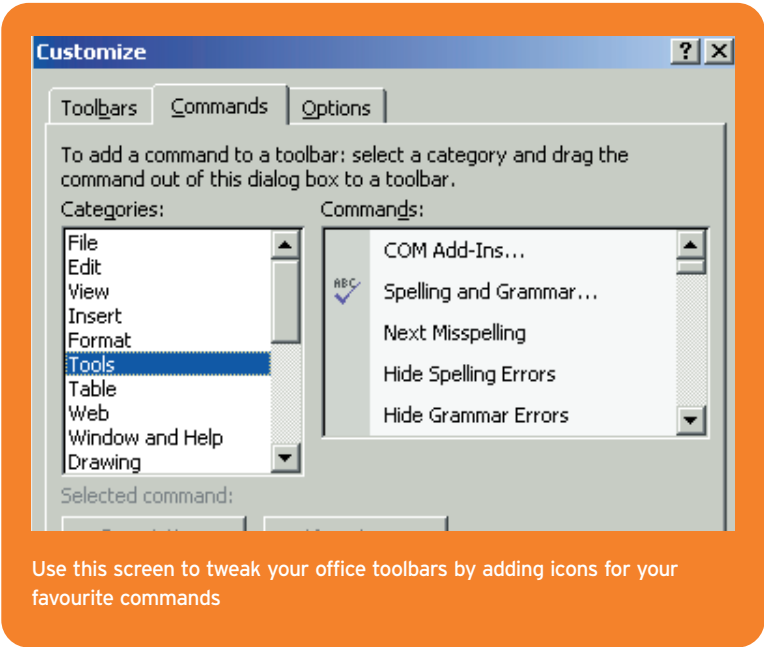 Customize
Toolbars Commands Options
To add a command to a toolbar: select a category and drag the
command out of this dialog box to a toolbar.
Categories:
File
Edit
View
Insert
Format
Tools
Table
Web
Window and Help
Drawing
Commands:
COM Add-Ins...
ABC
Spelling and Grammar...
Next Misspelling
Hide Spelling Errors
Hide Grammar Errors
Selected command:
Use this screen to tweak your office toolbars by adding icons for your
favourite commands